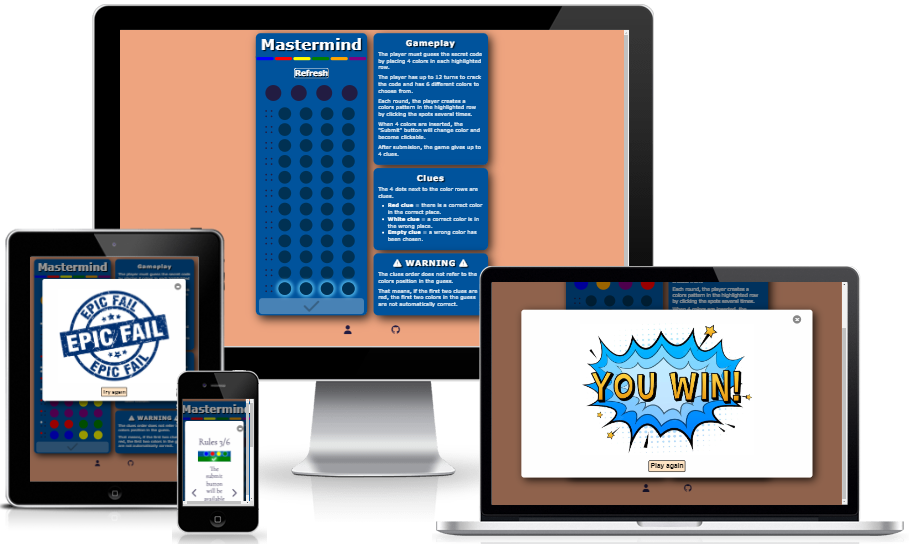 Mastermind
Refresh
Gameplay
The player must guess the secret code
by placing 4 colors in each highlighted
row.
The player has up to 12 turns to crack
the code and has 6 different colors to
choose from.
Each round, the player creates a
colors pattern in the highlighted row
by clicking the spots several times.
When 4 colors are inserted, the
"Submit" button will change color and
become clickable.
After submision, the game gives up to
4 clues.
Clues
The 4 dots next to the color rows are
clues.
Red clue = there is a correct color
in the correct place.
White clue = a correct color is in
the wrong place.
Empty clue = a wrong color has
been chosen.
WARNING
The clues order does not refer to the
colors position in the guess.
That means, if the first two clues are
red, the first two colors in the guess
are not automatically correct.
Mastermind
Gameplay
EPIC FAIL
EPIC FAIL
EPIC FAIL
Try again
WARNING
Mastermind
Rules 3/6
The
submit
button
will be
available
Each round, the player creates a
colors pattern in the highlighted row
by clicking the spots several times.
YOU WIN!
Play again